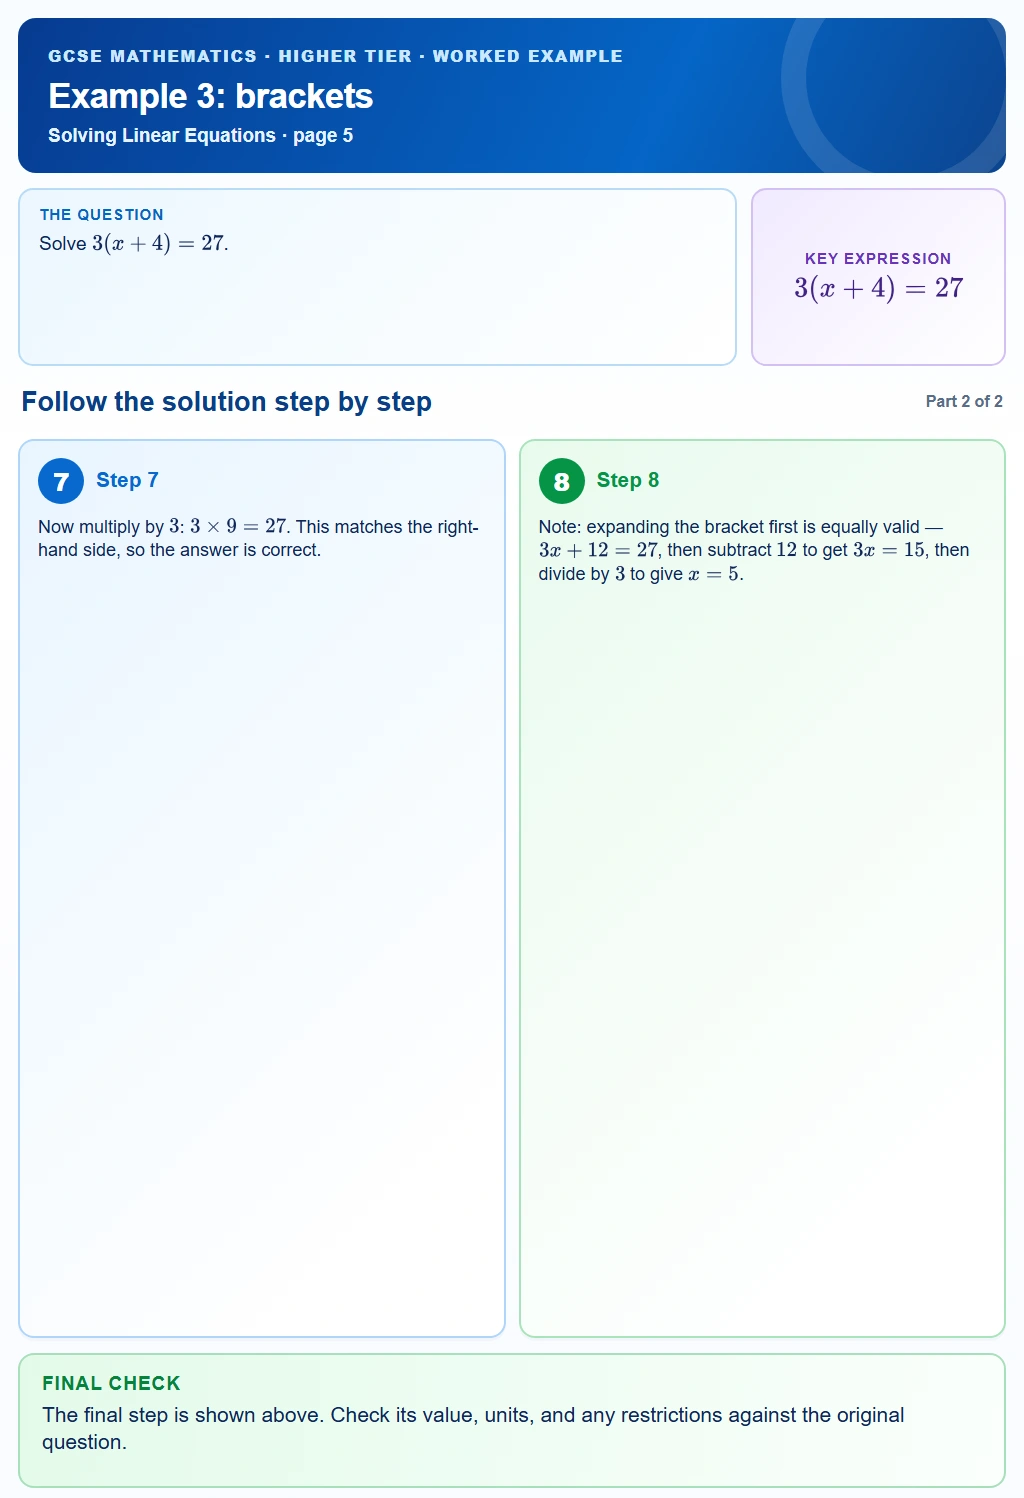 GCSE MATHEMATICS · HIGHER TIER · WORKED EXAMPLE
Example 3: brackets
Solving Linear Equations · page 5
THE QUESTION
Solve 3(x + 4) = 27.
KEY EXPRESSION
3(x + 4) = 27
Follow the solution step by step
Part 2 of 2
7 Step 7
Now multiply by 3: 3 × 9 = 27. This matches the right-
hand side, so the answer is correct.
8 Step 8
Note: expanding the bracket first is equally valid —
3x + 12 = 27, then subtract 12 to get 3x = 15, then
divide by 3 to give x = 5.
FINAL CHECK
The final step is shown above. Check its value, units, and any restrictions against the original
question.